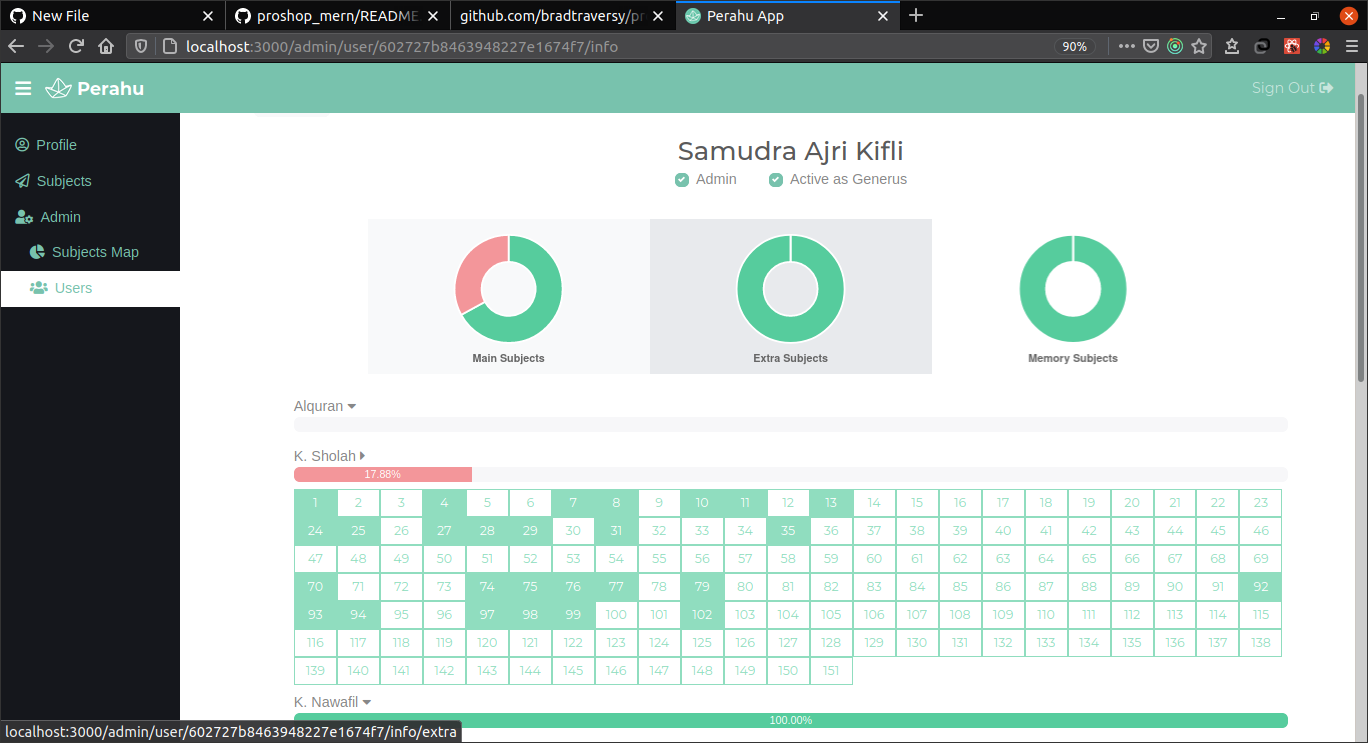 New File
proshop_mern/README.
github.com/bradtraversy/pr
Perahu App
localhost:3000/admin/user/602727b8463948227e1674f7/info
90%
Perahu
Sign Out
Profile
Subjects
Admin
Subjects Map
Users
Samudra Ajri Kifli
Admin
Active as Generus
Main Subjects
Extra Subjects
Memory Subjects
Alquran
K. Sholah
17.88%
1 2 3 4 5 6 7 8 9 10 11 12 13 14 15 16 17 18 19 20 21 22 23
24 25 26 27 28 29 30 31 32 33 34 35 36 37 38 39 40 41 42 43 44 45 46
47 48 49 50 51 52 53 54 55 56 57 58 59 60 61 62 63 64 65 66 67 68 69
70 71 72 73 74 75 76 77 78 79 80 81 82 83 84 85 86 87 88 89 90 91 92
93 94 95 96 97 98 99 100 101 102 103 104 105 106 107 108 109 110 111 112 113 114 115
116 117 118 119 120 121 122 123 124 125 126 127 128 129 130 131 132 133 134 135 136 137 138
139 140 141 142 143 144 145 146 147 148 149 150 151
K. Nawafil
100.00%
localhost:3000/admin/user/602727b8463948227e1674f7/info/extra